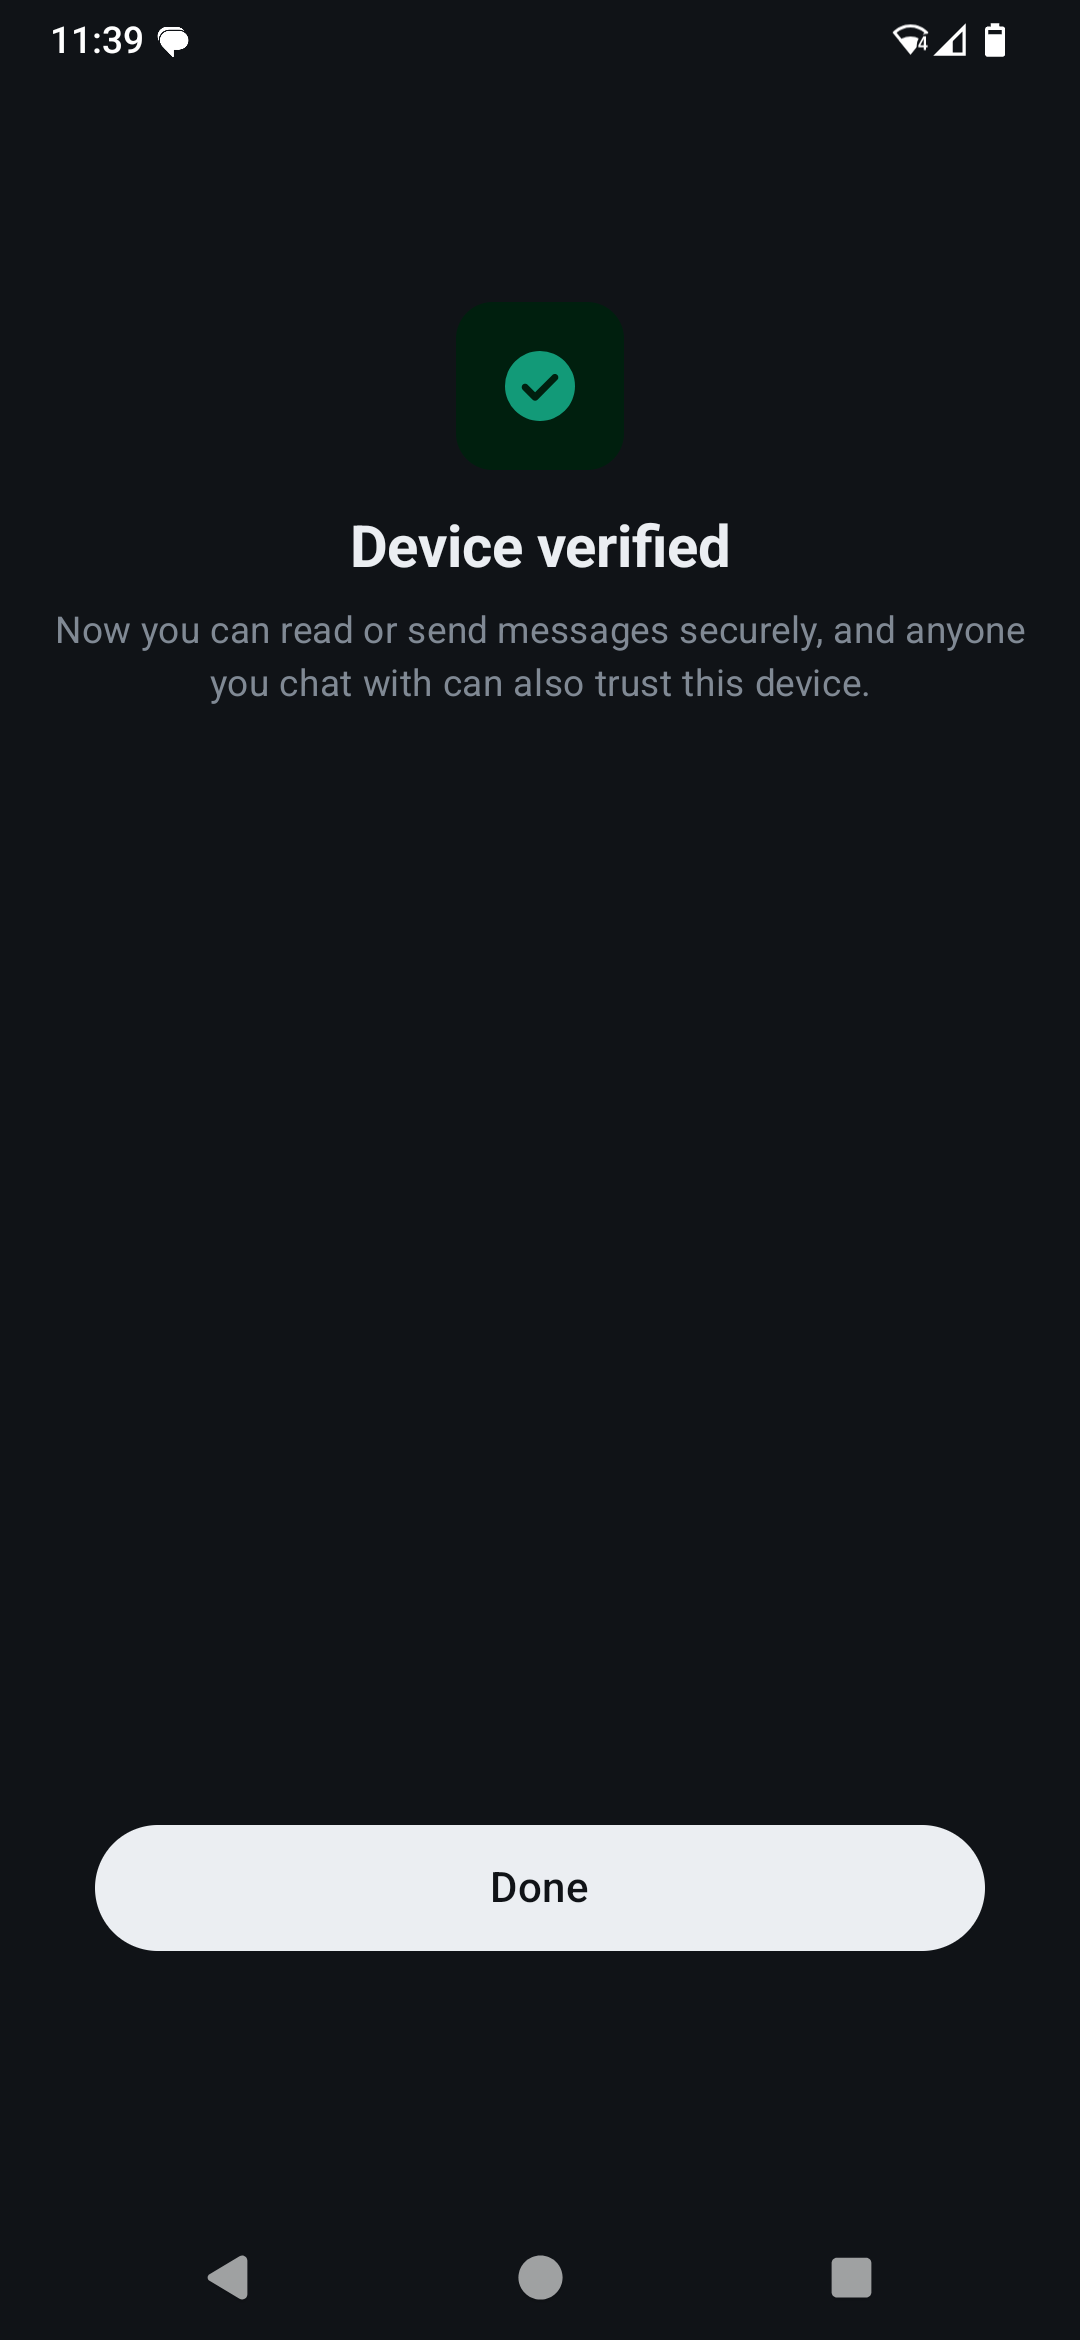 11:39
4
Device verified
Now you can read or send messages securely, and anyone
you chat with can also trust this device.
Done